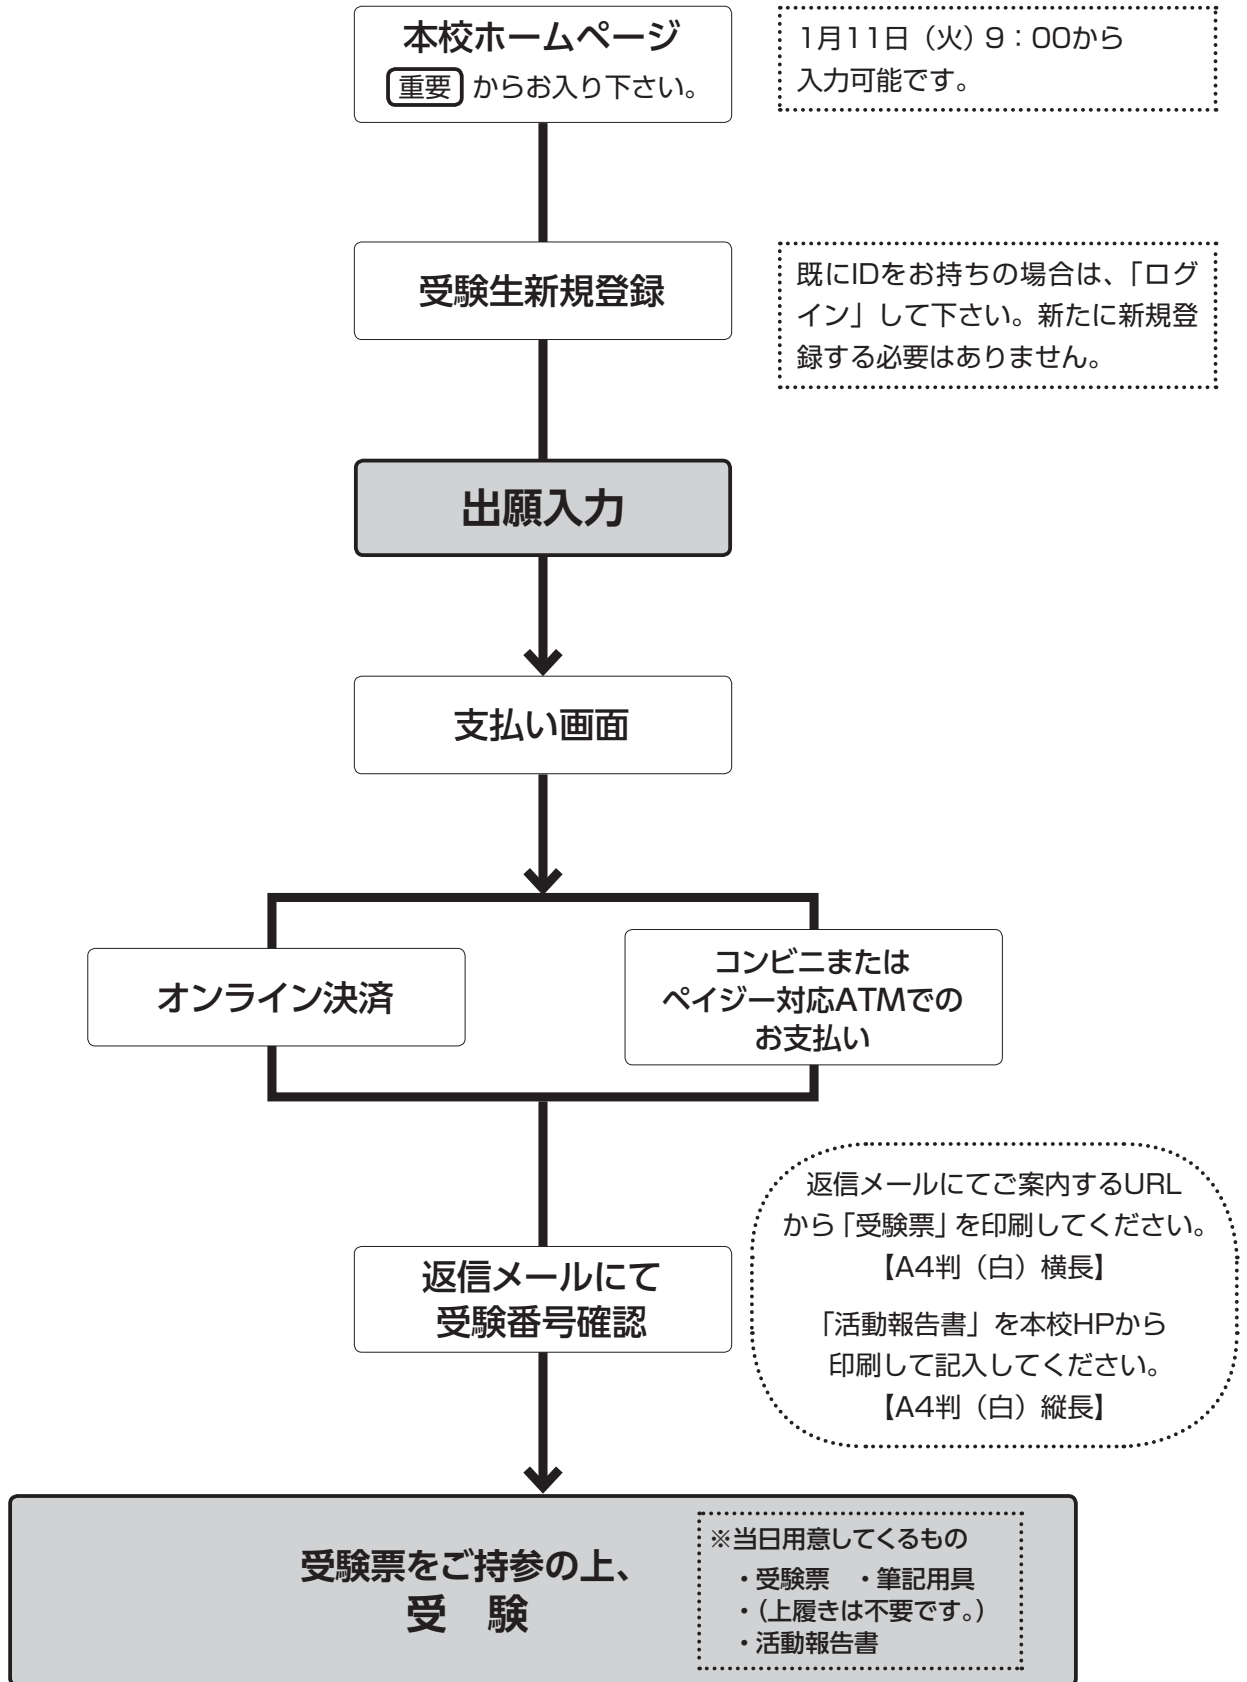 本校ホームページ
重要 からお入り下さい。
1月11日（火）9：00から
入力可能です。
受験生新規登録
既にIDをお持ちの場合は、「ログ
イン」して下さい。新たに新規登
録する必要はありません。
出願入力
支払い画面
オンライン決済
コンビニまたは
ペイジー対応ATMでの
お支払い
返信メールにてご案内するURL
から「受験票」を印刷してください。
【A4判（白）横長】
「活動報告書」を本校HPから
印刷して記入してください。
【A4判（白）縦長】
返信メールにて
受験番号確認
受験票をご持参の上、
受　験
※当日用意してくるもの
・受験票　・筆記用具
・（上履きは不要です。）
・活動報告書